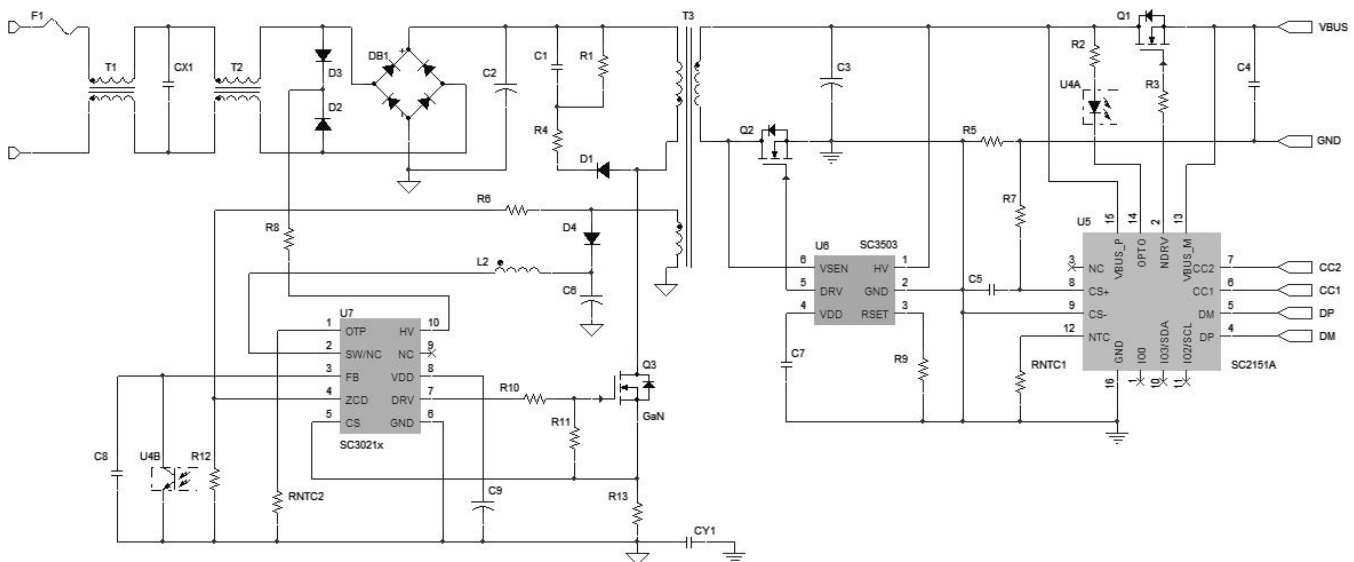 F1
T1
CX1
T2
D3
D2
DB1
C2
C1
R1
R4
D1
T3
C3
Q2
R5
R2
U4A
Q1
R3
C4
VBUS
GND
R8
R6
D4
L2
C6
R7
C5
U6
SC3503
6 VSEN HV 1
5 DRV GND 2
4 VDD RSET 3
C7
R9
U5
15 14 2 13
VBUS_P OPTO NDRV VBUS_M
3 NC CC2 7 CC2
8 CS+ CC1 6 CC1
9 CS- DM 5 DP
12 NTC DP 4 DM
GND IO0 IO3/SDA IO2/SCL
16 1 10 11
SC2151A
RNTC1
U7
1 OTP HV 10
2 SW/NC NC 9
3 FB VDD 8
4 ZCD DRV 7
5 CS GND 6
SC3021x
Q3
GaN
R10
R11
C8
U4B
R12
RNTC2
C9
R13
CY1